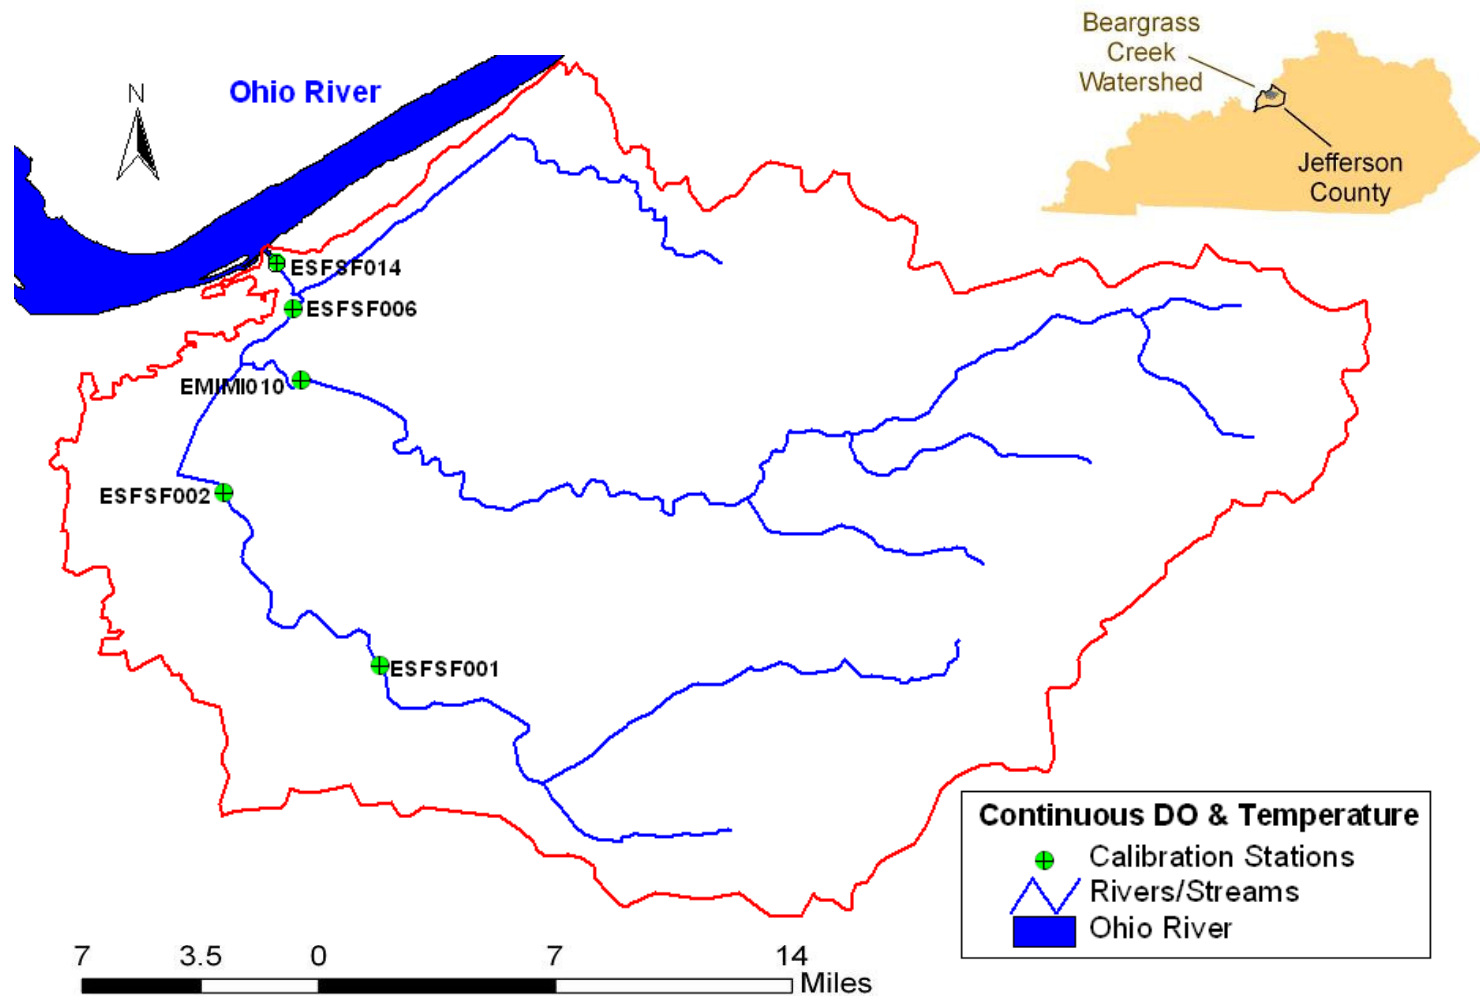 Beargrass
Creek
Watershed
Jefferson
County
N
Ohio River
ESFSF014
ESFSF006
EMIMI010
ESFSF002
ESFSF001
Continuous DO & Temperature
Calibration Stations
Rivers/Streams
Ohio River
7 3.5 0 7 14
Miles